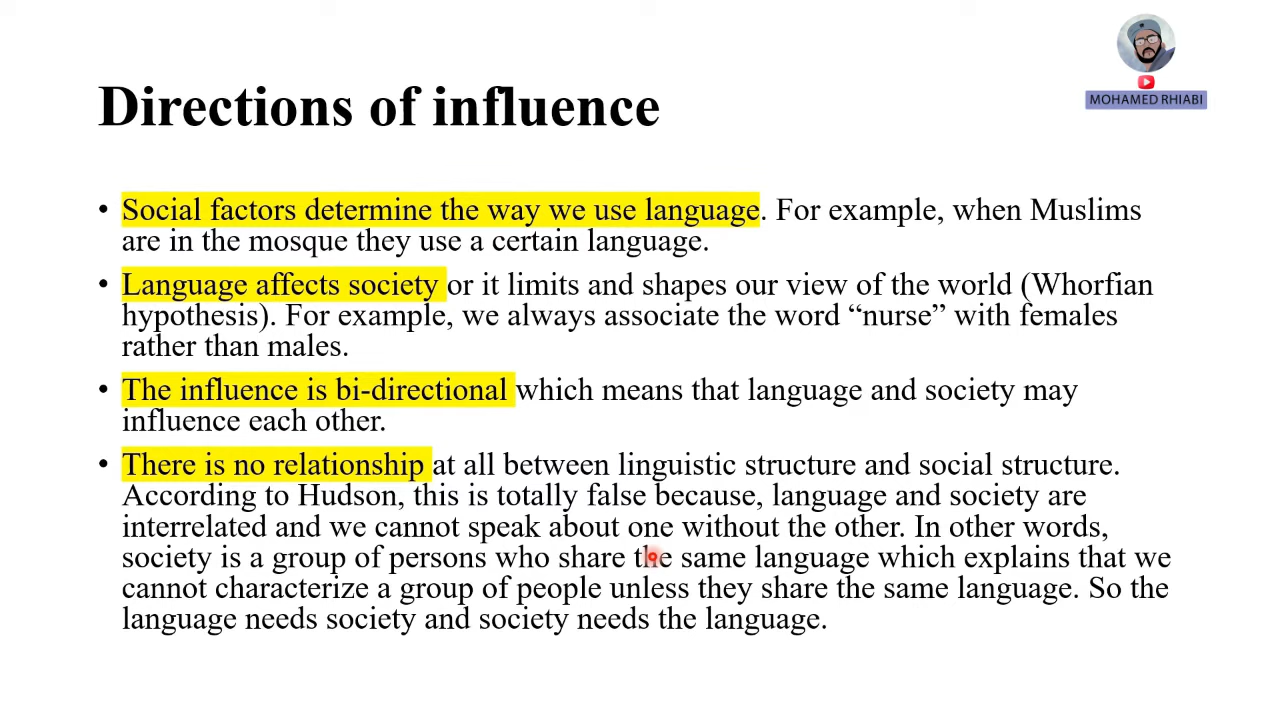 MOHAMED RHIABI
Directions of influence
• Social factors determine the way we use language. For example, when Muslims
are in the mosque they use a certain language.
• Language affects society or it limits and shapes our view of the world (Whorfian
hypothesis). For example, we always associate the word “nurse” with females
rather than males.
• The influence is bi-directional which means that language and society may
influence each other.
• There is no relationship at all between linguistic structure and social structure.
According to Hudson, this is totally false because, language and society are
interrelated and we cannot speak about one without the other. In other words,
society is a group of persons who share the same language which explains that we
cannot characterize a group of people unless they share the same language. So the
language needs society and society needs the language.